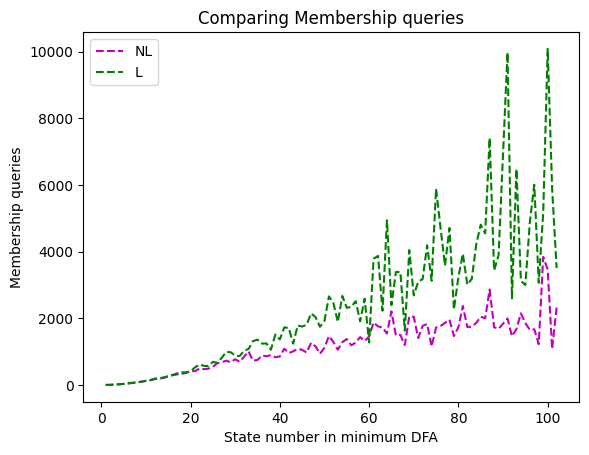 Comparing Membership queries
NL
L
10000
8000
6000
4000
2000
0
Membership queries
0 20 40 60 80 100
State number in minimum DFA